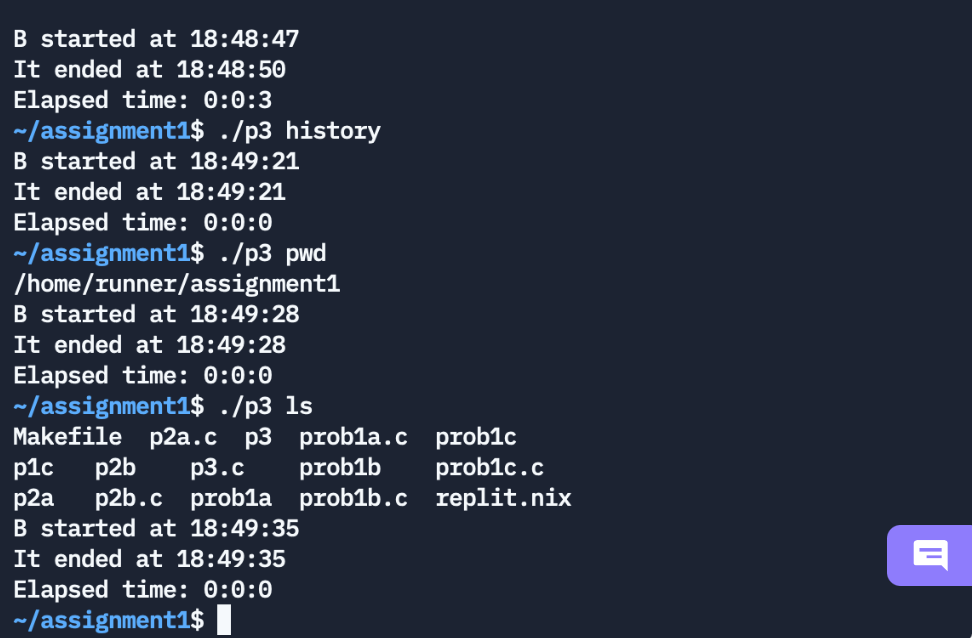 B started at 18:48:47
It ended at 18:48:50
Elapsed time: 0:0:3
~/assignment1$ ./p3 history
B started at 18:49:21
It ended at 18:49:21
Elapsed time: 0:0:0
~/assignment1$ ./p3 pwd
/home/runner/assignment1
B started at 18:49:28
It ended at 18:49:28
Elapsed time: 0:0:0
~/assignment1$ ./p3 ls
Makefile  p2a.c  p3  prob1a.c  prob1c
p1c   p2b    p3.c    prob1b    prob1c.c
p2a   p2b.c  prob1a  prob1b.c  replit.nix
B started at 18:49:35
It ended at 18:49:35
Elapsed time: 0:0:0
~/assignment1$